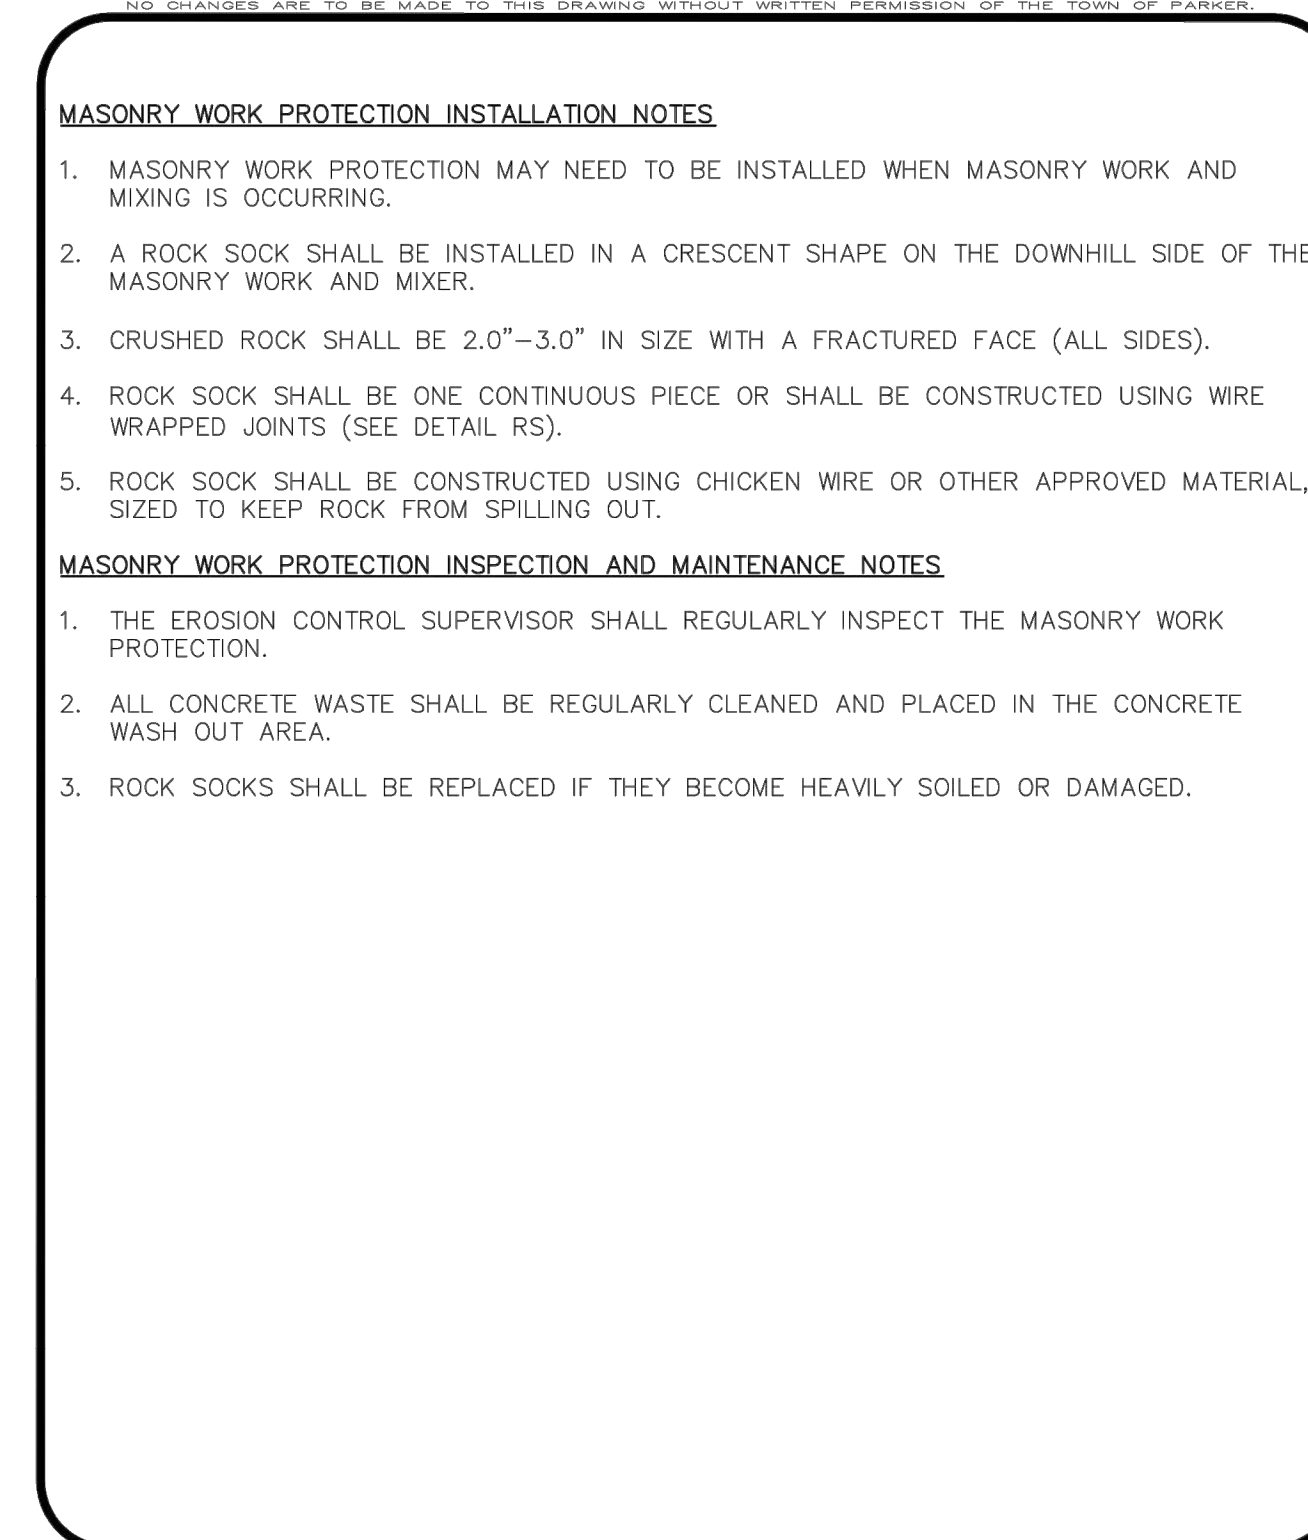 NO CHANGES ARE TO BE MADE TO THIS DRAWING WITHOUT WRITTEN PERMISSION OF THE TOWN OF PARKER.
MASONRY WORK PROTECTION INSTALLATION NOTES
1. MASONRY WORK PROTECTION MAY NEED TO BE INSTALLED WHEN MASONRY WORK AND
MIXING IS OCCURRING.
2. A ROCK SOCK SHALL BE INSTALLED IN A CRESCENT SHAPE ON THE DOWNHILL SIDE OF THE
MASONRY WORK AND MIXER.
3. CRUSHED ROCK SHALL BE 2.0"–3.0" IN SIZE WITH A FRACTURED FACE (ALL SIDES).
4. ROCK SOCK SHALL BE ONE CONTINUOUS PIECE OR SHALL BE CONSTRUCTED USING WIRE
WRAPPED JOINTS (SEE DETAIL RS).
5. ROCK SOCK SHALL BE CONSTRUCTED USING CHICKEN WIRE OR OTHER APPROVED MATERIAL,
SIZED TO KEEP ROCK FROM SPILLING OUT.
MASONRY WORK PROTECTION INSPECTION AND MAINTENANCE NOTES
1. THE EROSION CONTROL SUPERVISOR SHALL REGULARLY INSPECT THE MASONRY WORK
PROTECTION.
2. ALL CONCRETE WASTE SHALL BE REGULARLY CLEANED AND PLACED IN THE CONCRETE
WASH OUT AREA.
3. ROCK SOCKS SHALL BE REPLACED IF THEY BECOME HEAVILY SOILED OR DAMAGED.